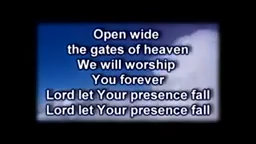 Open wide
the gates of heaven
We will worship
You forever
Lord let Your presence fall
Lord let Your presence fall